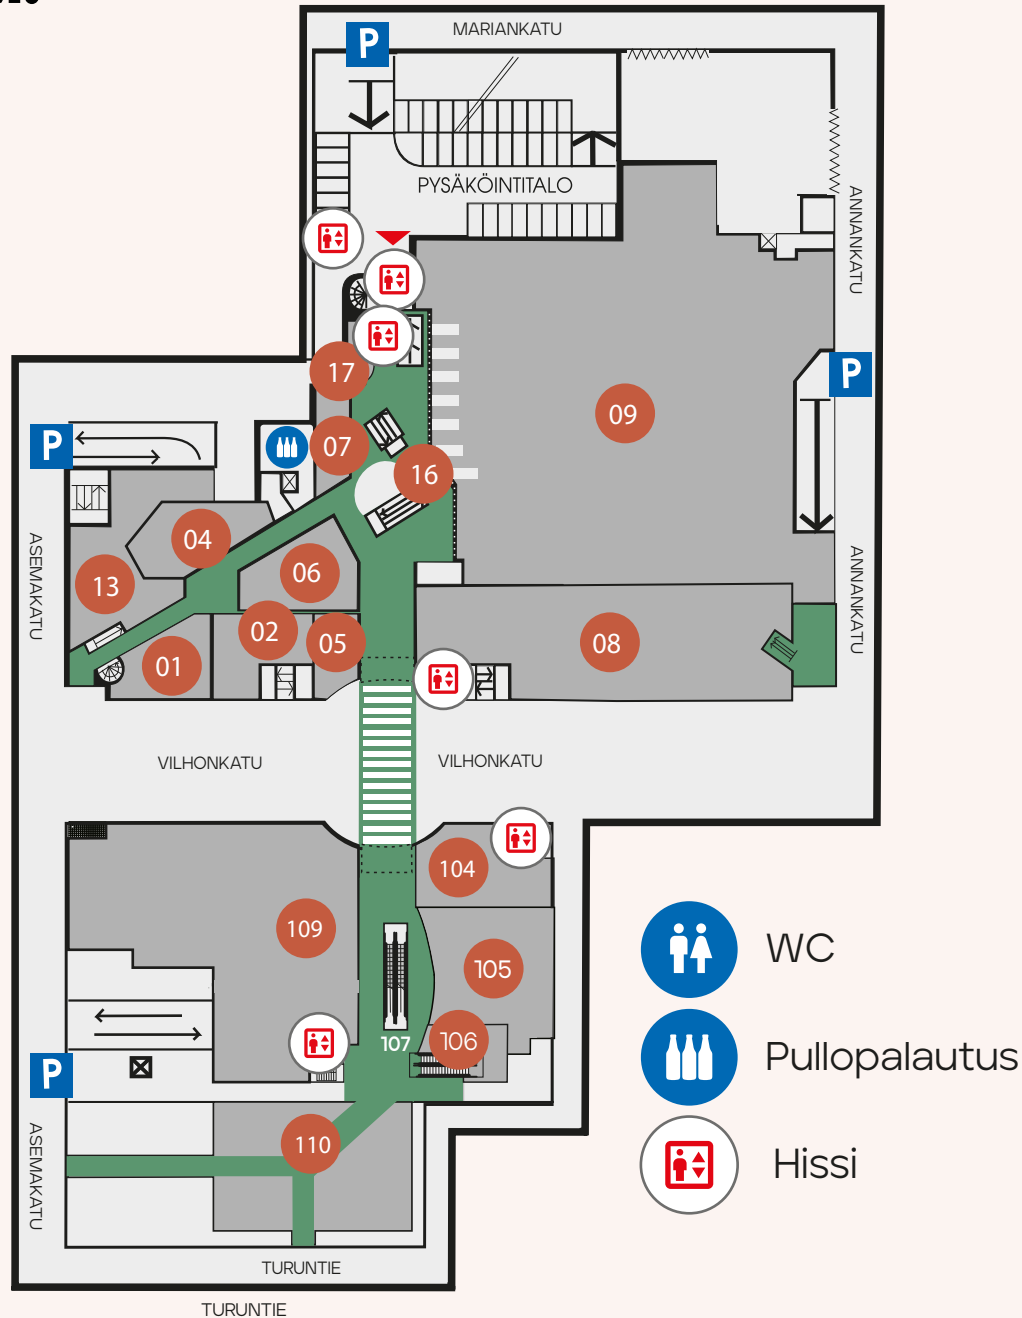 MARIANKATU
P
PYSÄKÖINTITALO
ANNANKATU
17
P
09
P
07
16
04
ASEMAKATU
13
06
ANNANKATU
02
05
08
01
VILHONKATU
VILHONKATU
104
109
105
WC
107
106
P
Pullopalautus
ASEMAKATU
110
Hissi
TURUNTIE
TURUNTIE